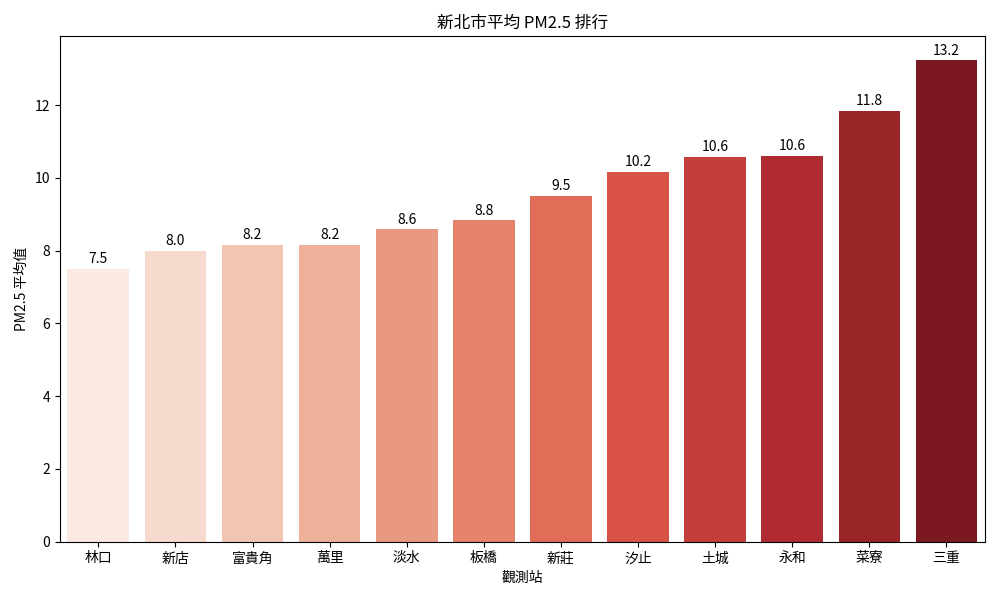 新北市平均 PM2.5 排行
PM2.5 平均值
12
10
8
6
4
2
0
7.5
8.0
8.2
8.2
8.6
8.8
9.5
10.2
10.6
10.6
11.8
13.2
林口
新店
富貴角
萬里
淡水
板橋
新莊
汐止
土城
永和
菜寮
三重
觀測站